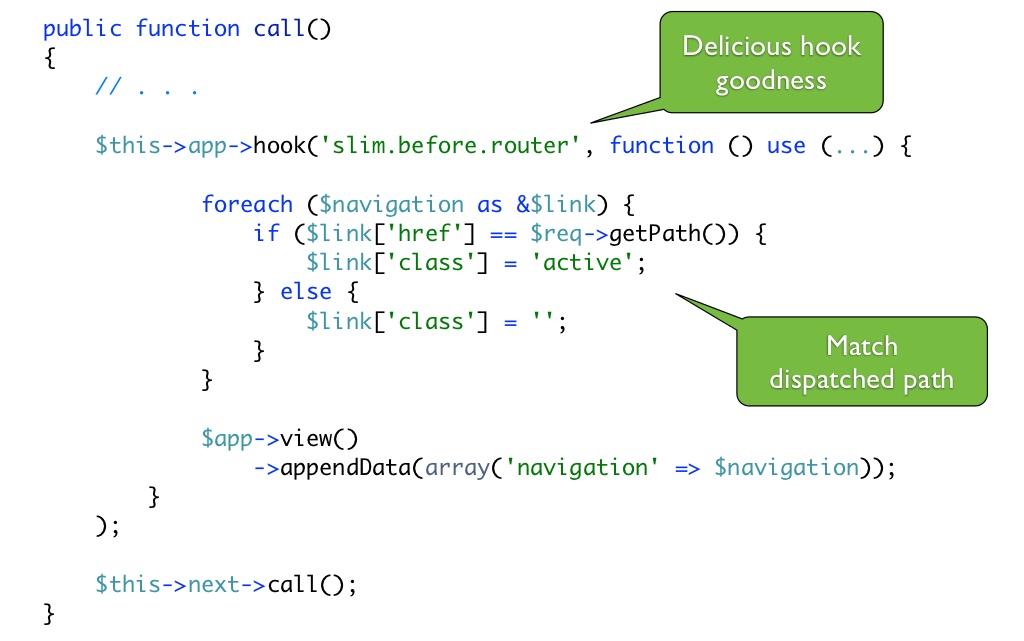 public function call()
{
    // . . .
Delicious hook
goodness
    $this->app->hook('slim.before.router', function () use (...) {
            foreach ($navigation as &$link) {
                if ($link['href'] == $req->getPath()) {
                    $link['class'] = 'active';
                } else {
                    $link['class'] = '';
                }
            }
Match
dispatched path
            $app->view()
                ->appendData(array('navigation' => $navigation));
        }
    );
    $this->next->call();
}